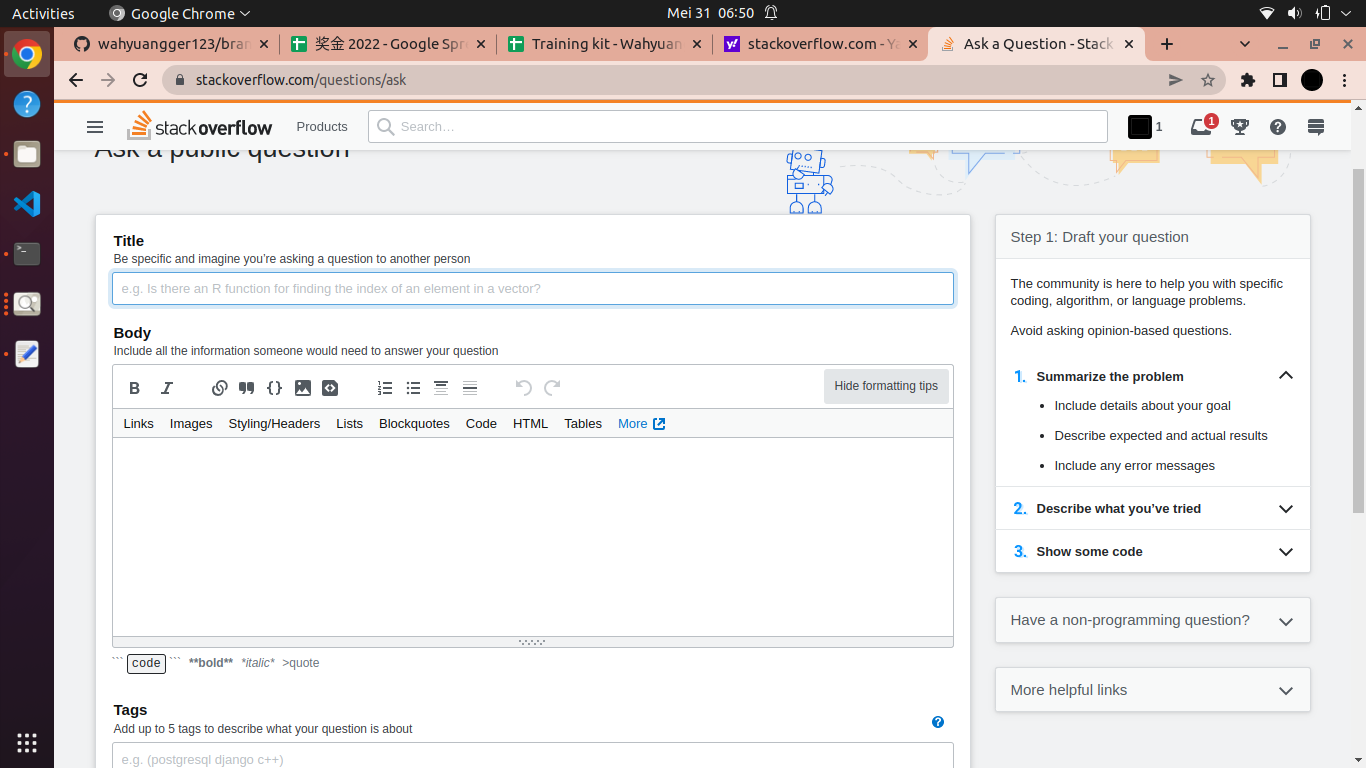 Activities Google Chrome Mei 31 06:50
wahyuangger123/bran 奖金 2022 - Google Spre Training kit - Wahyuan stackoverflow.com - Ya Ask a Question - Stack
stackoverflow.com/questions/ask
stackoverflow Products Search… 1 1
Ask a public question
Title
Be specific and imagine you’re asking a question to another person
e.g. Is there an R function for finding the index of an element in a vector?
Body
Include all the information someone would need to answer your question
B I Hide formatting tips
Links Images Styling/Headers Lists Blockquotes Code HTML Tables More
``` code ``` **bold** *italic* >quote
Tags
Add up to 5 tags to describe what your question is about
e.g. (postgresql django c++)
Step 1: Draft your question
The community is here to help you with specific
coding, algorithm, or language problems.
Avoid asking opinion-based questions.
1. Summarize the problem
• Include details about your goal
• Describe expected and actual results
• Include any error messages
2. Describe what you’ve tried
3. Show some code
Have a non-programming question?
More helpful links